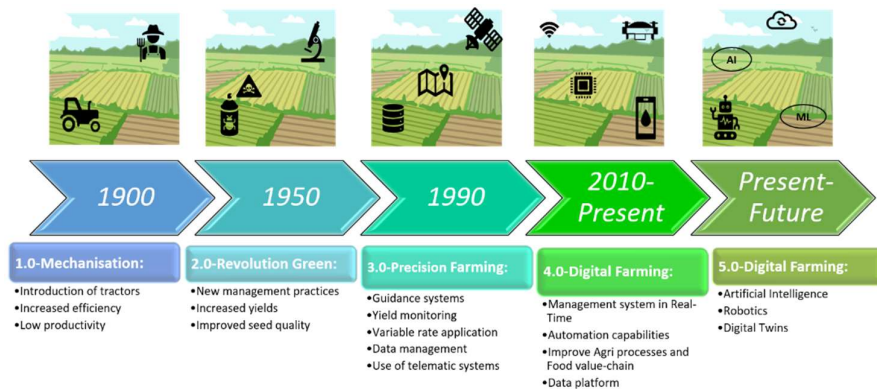 AI
ML
1900
1950
1990
2010-
Present
Present-
Future
1.0-Mechanisation:
•Introduction of tractors
•Increased efficiency
•Low productivity
2.0-Revolution Green:
•New management practices
•Increased yields
•Improved seed quality
3.0-Precision Farming:
•Guidance systems
•Yield monitoring
•Variable rate application
•Data management
•Use of telematic systems
4.0-Digital Farming:
•Management system in Real-
Time
•Automation capabilities
•Improve Agri processes and
Food value-chain
•Data platform
5.0-Digital Farming:
•Artificial Intelligence
•Robotics
•Digital Twins